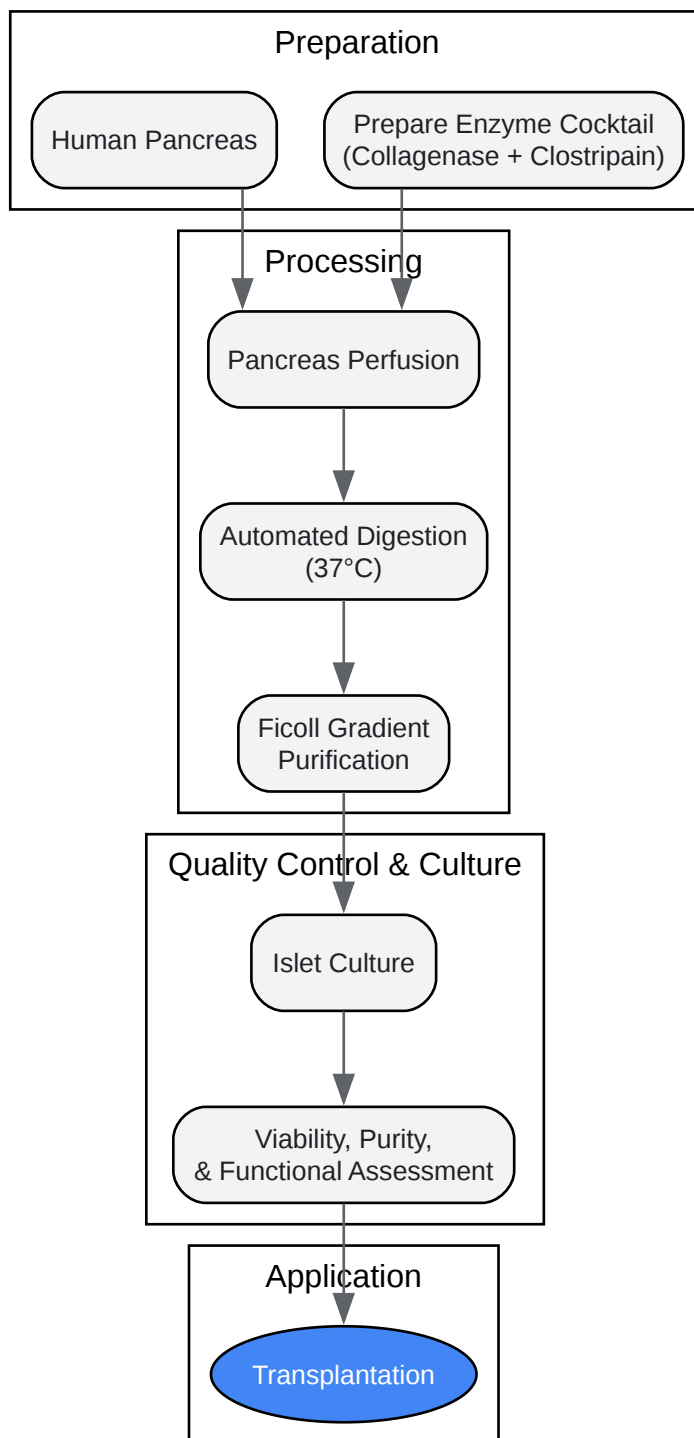 Preparation
Human Pancreas
Prepare Enzyme Cocktail
(Collagenase + Clostripain)
Processing
Pancreas Perfusion
Automated Digestion
(37°C)
Ficoll Gradient
Purification
Quality Control & Culture
Islet Culture
Viability, Purity,
& Functional Assessment
Application
Transplantation